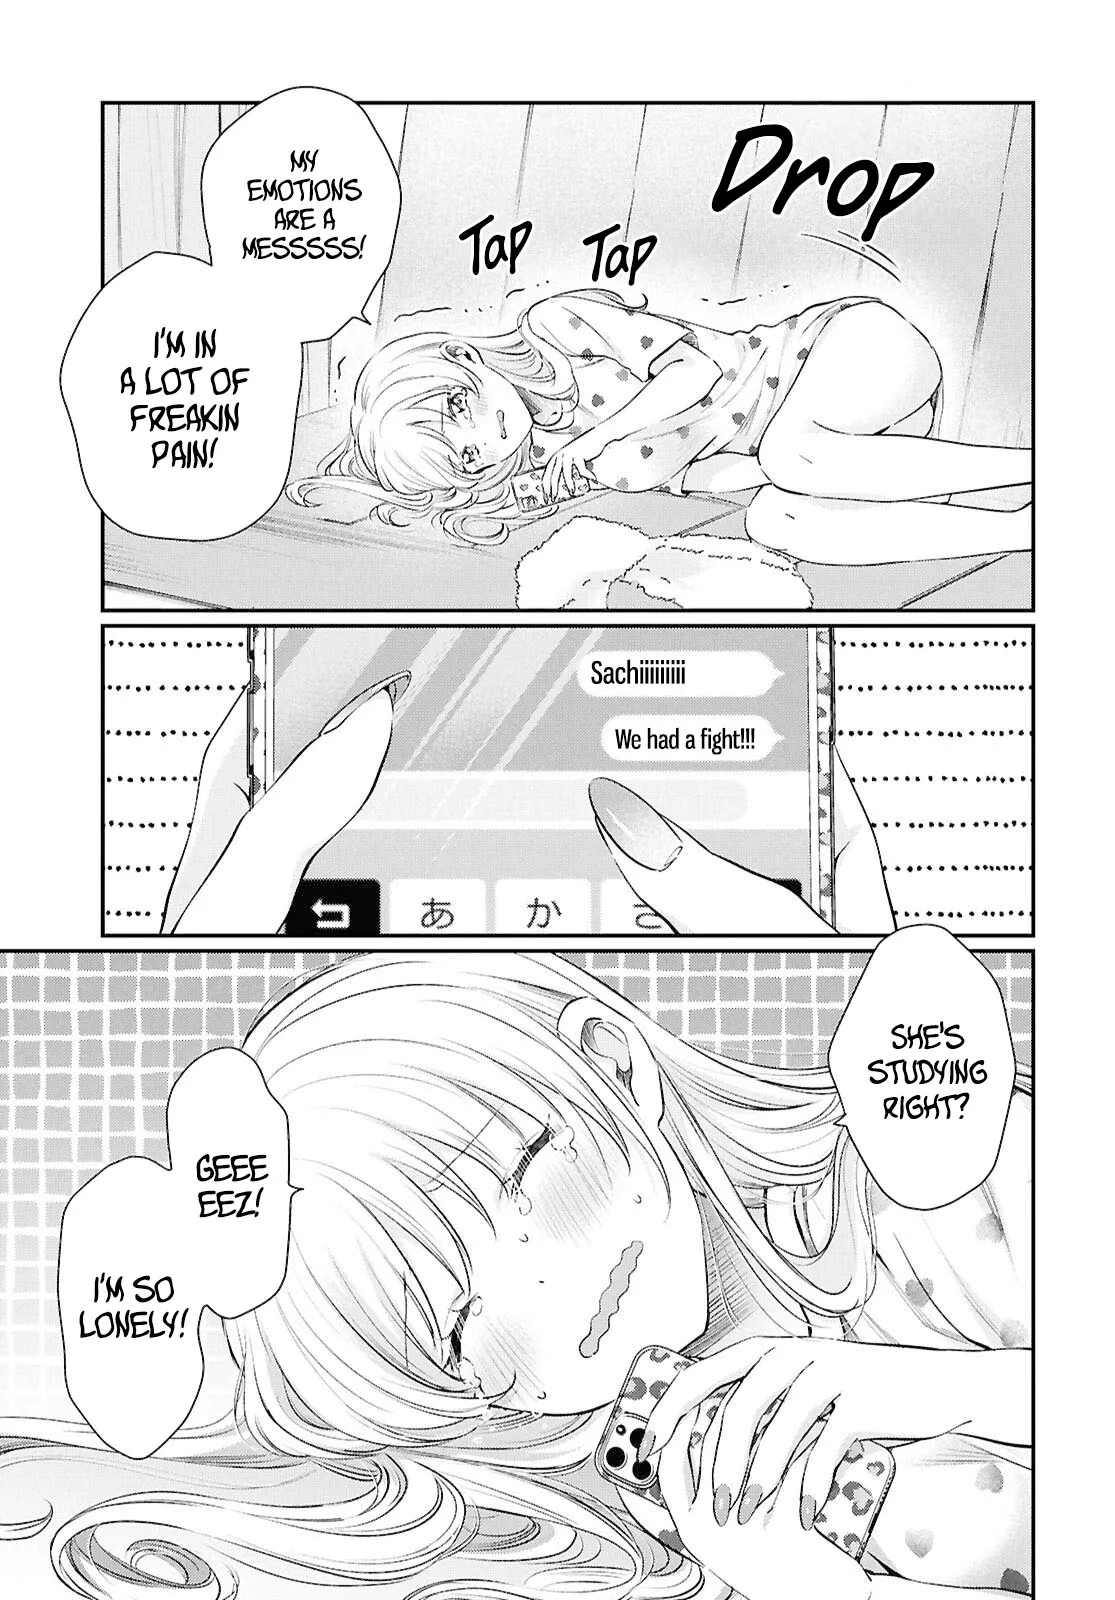 Drop
Tap
Tap
MY
EMOTIONS
ARE A
MESSSSS!
I'M IN
A LOT OF
FREAKIN
PAIN!
Sachiiiiiiiiii
We had a fight!!!
あ
か
さ
SHE'S
STUDYING
RIGHT?
GEEE
EEZ!
I'M SO
LONELY!